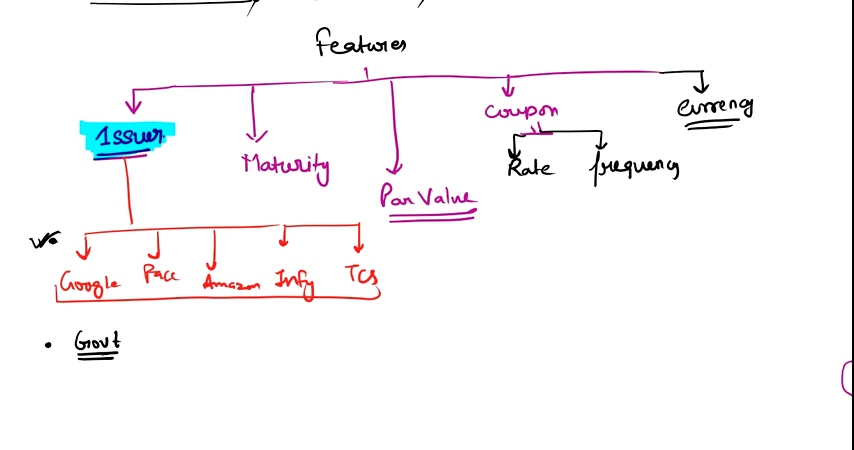 Features
Issuer
Maturity
Par Value
Coupon
Currency
Rate
frequency
Google
Amazon
Infy
TCS
• Govt